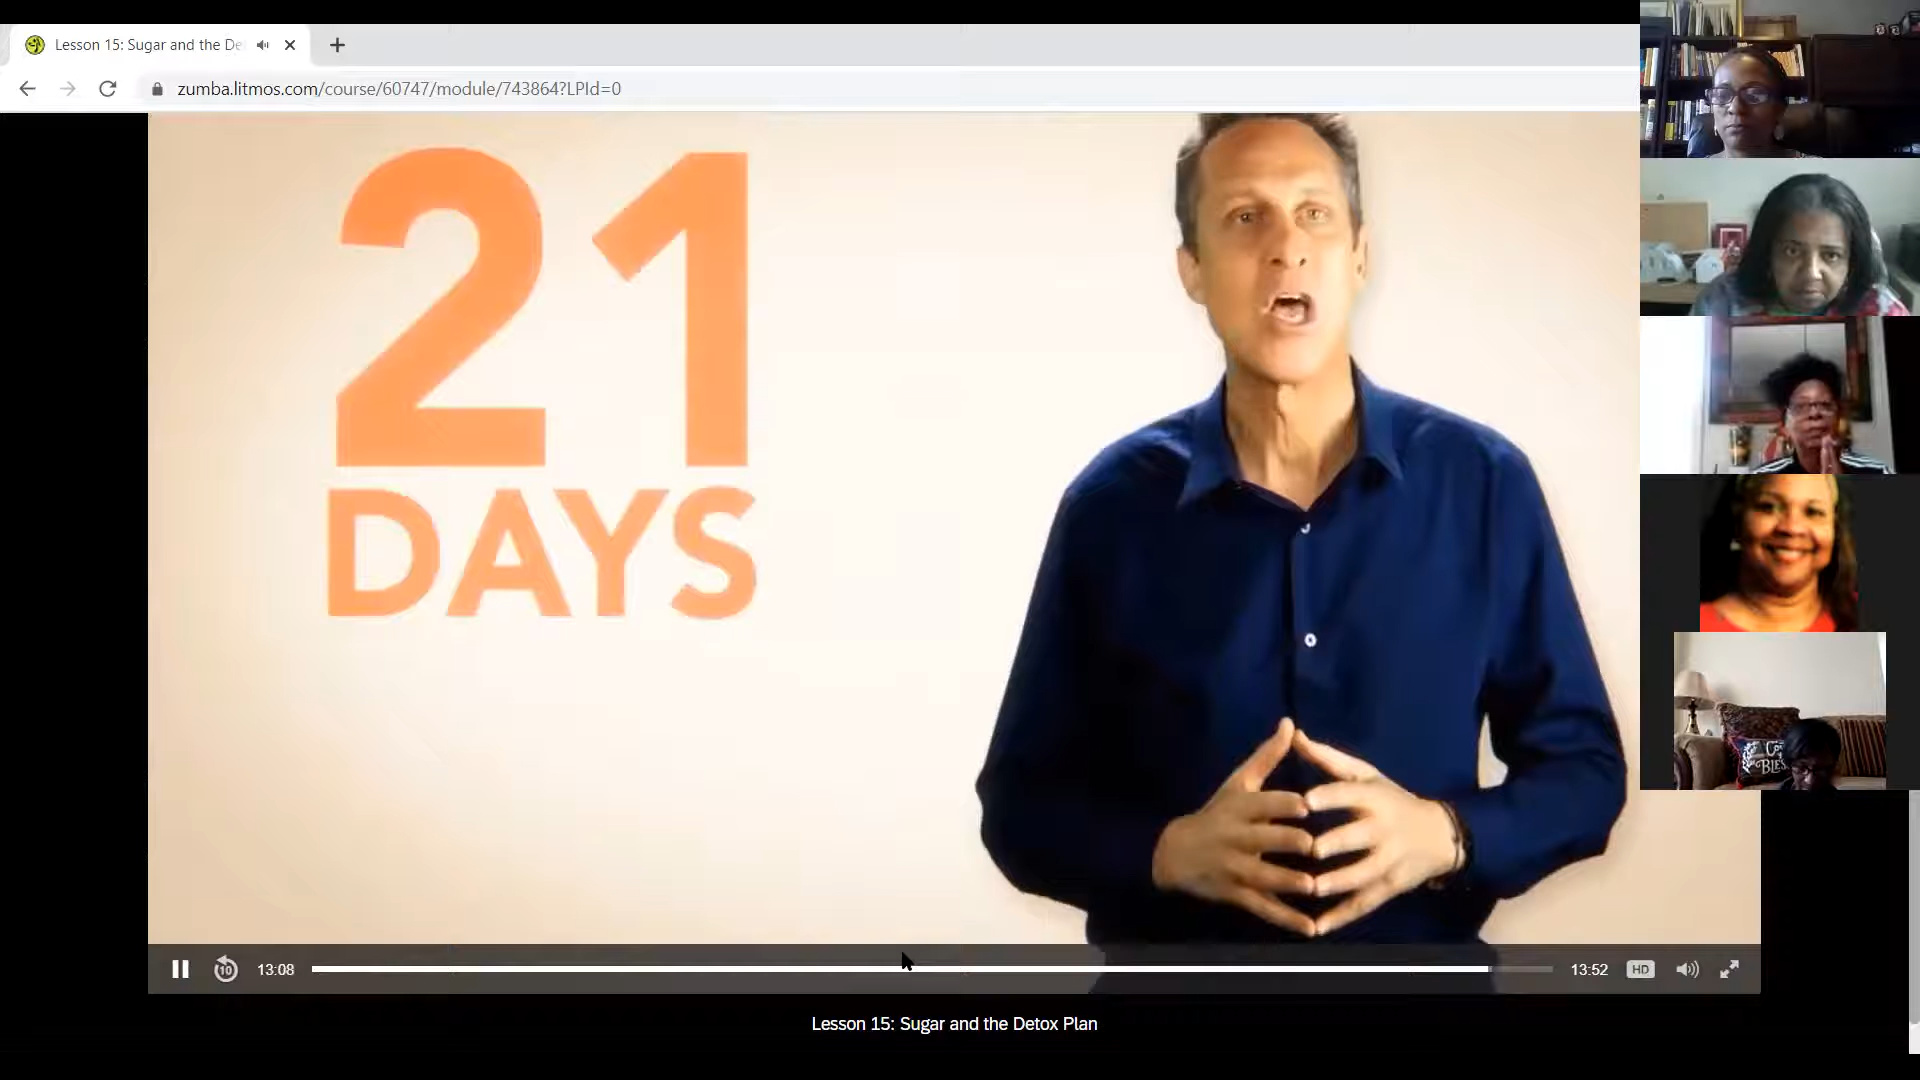 Lesson 15: Sugar and the De
zumba.litmos.com/course/60747/module/743864?LPId=0
21
DAYS
10
13:08
13:52
HD
Lesson 15: Sugar and the Detox Plan